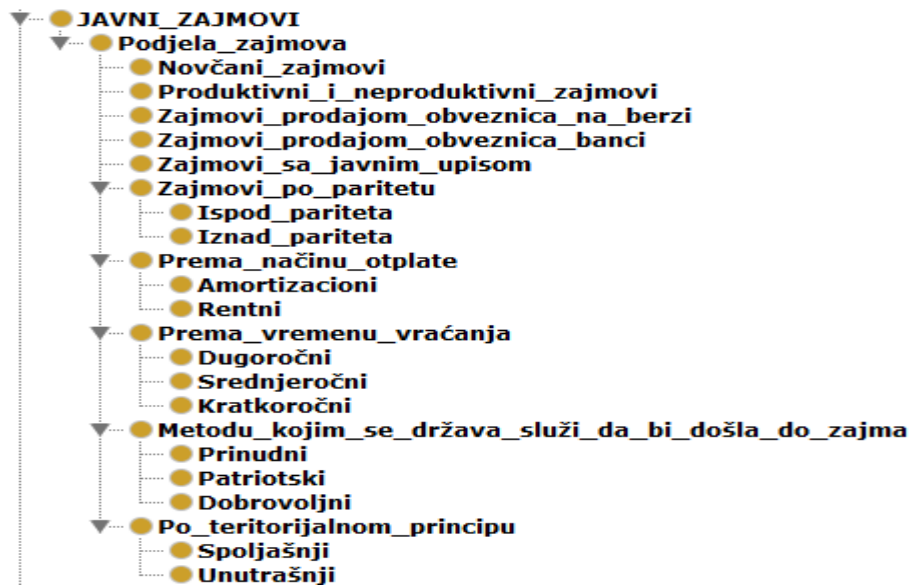 JAVNI_ZAJMOVI
Podjela_zajmova
Novčani_zajmovi
Produktivni_i_neproduktivni_zajmovi
Zajmovi_prodajom_obveznica_na_berzi
Zajmovi_prodajom_obveznica_banci
Zajmovi_sa_javnim_upisom
Zajmovi_po_paritetu
Ispod_pariteta
Iznad_pariteta
Prema_načinu_otplate
Amortizacioni
Rentni
Prema_vremenu_vraćanja
Dugoročni
Srednjeročni
Kratkoročni
Metodu_kojim_se_država_služi_da_bi_došla_do_zajma
Prinudni
Patriotski
Dobrovoljni
Po_teritorijalnom_principu
Spoljašnji
Unutrašnji